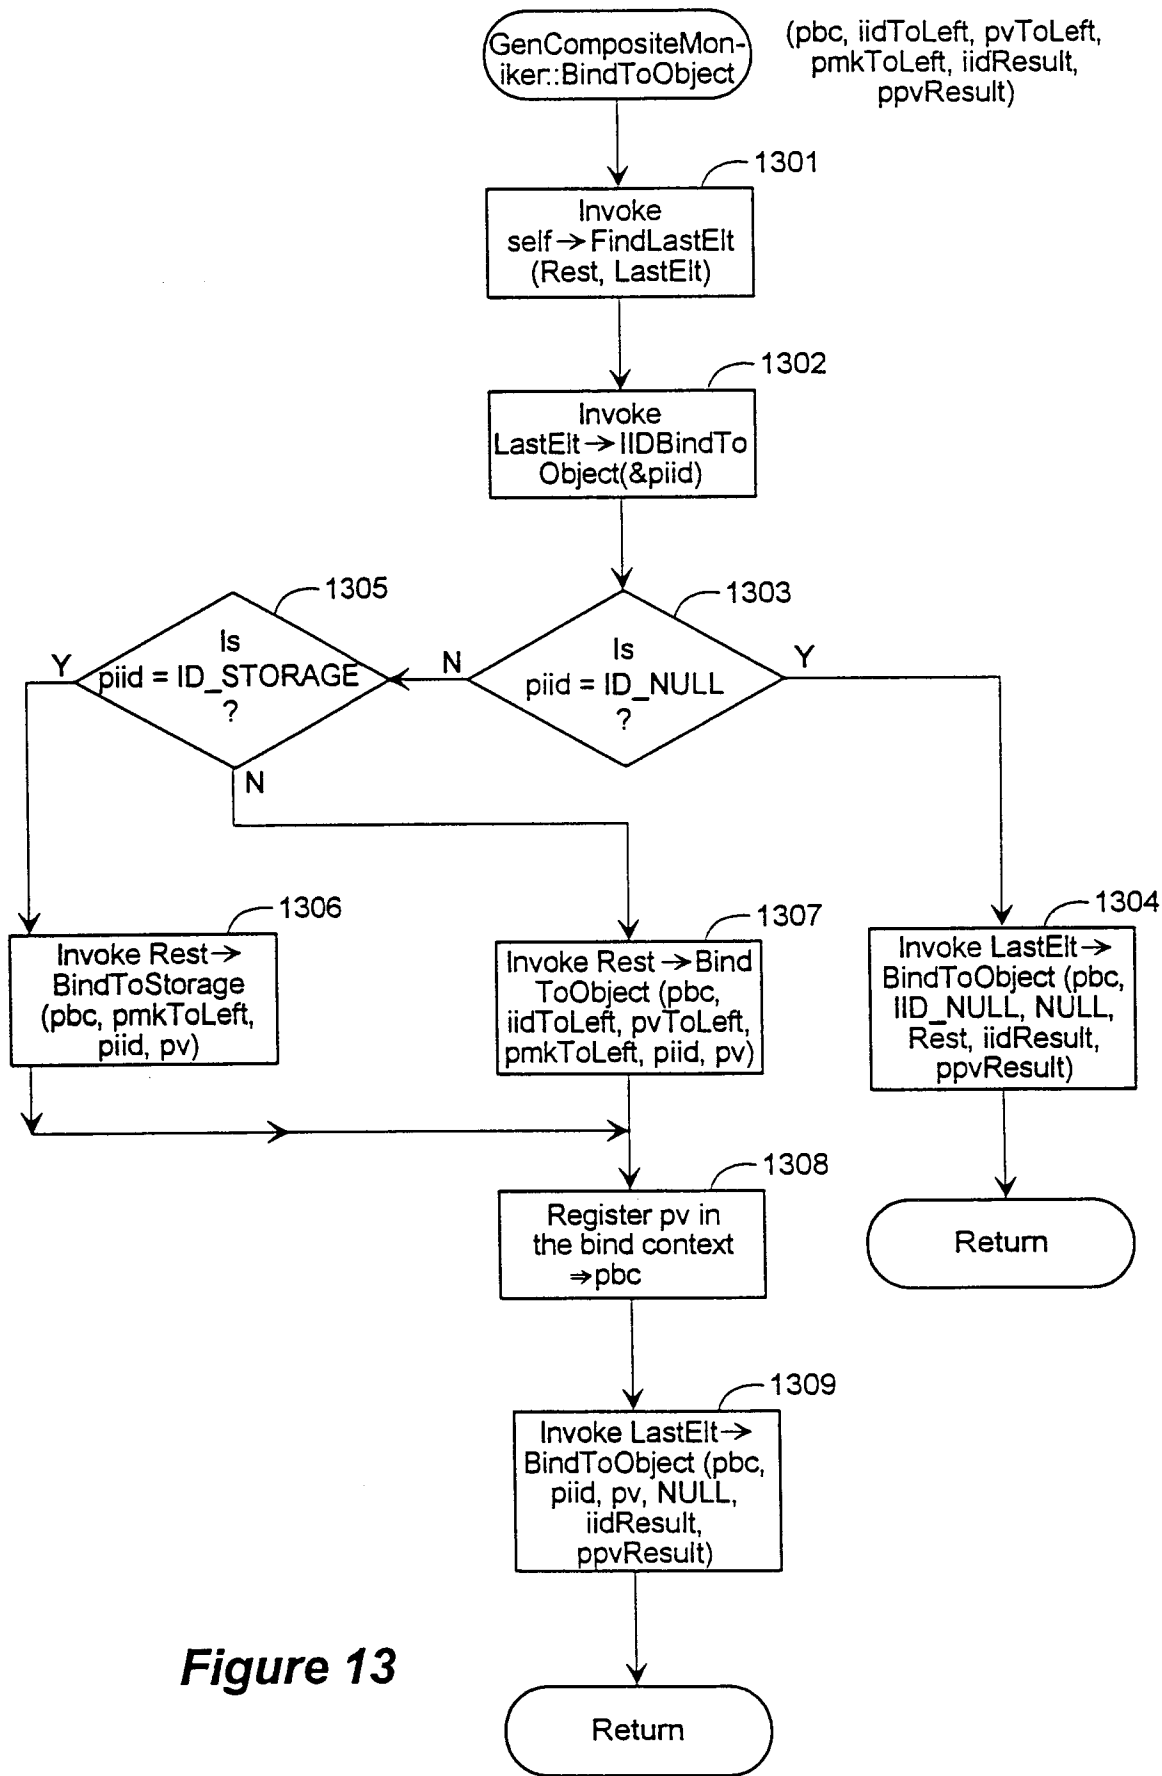 GenCompositeMon-
iker::BindToObject
(pbc, iidToLeft, pvToLeft,
pmkToLeft, iidResult,
ppvResult)
1301
Invoke
self→FindLastElt
(Rest, LastElt)
1302
Invoke
LastElt→IIDBindTo
Object(&piid)
1305
Is
piid = ID_STORAGE
?
Y
N
1303
Is
piid = ID_NULL
?
N
Y
1306
Invoke Rest→
BindToStorage
(pbc, pmkToLeft,
piid, pv)
1307
Invoke Rest→Bind
ToObject (pbc,
iidToLeft, pvToLeft,
pmkToLeft, piid, pv)
1304
Invoke LastElt→
BindToObject (pbc,
IID_NULL, NULL,
Rest, iidResult,
ppvResult)
1308
Register pv in
the bind context
⇒pbc
Return
1309
Invoke LastElt→
BindToObject (pbc,
piid, pv, NULL,
iidResult,
ppvResult)
Figure 13
Return